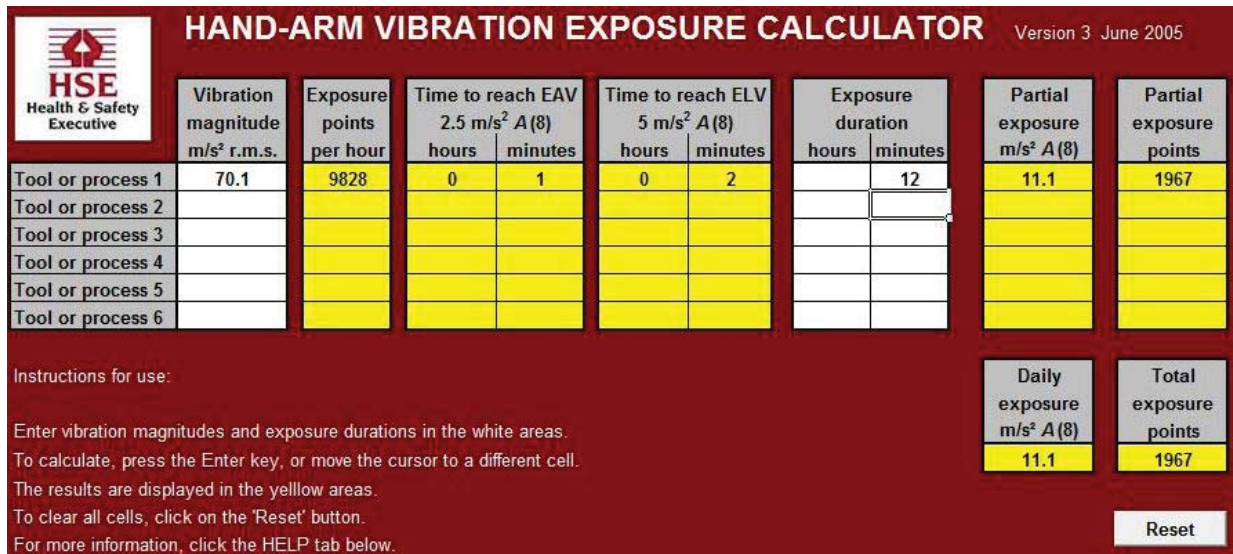 HAND-ARM VIBRATION EXPOSURE CALCULATOR Version 3 June 2005
HSE
Health & Safety
Executive
Vibration Exposure Time to reach EAV Time to reach ELV Exposure Partial Partial
magnitude points 2.5 m/s² A(8) 5 m/s² A(8) duration exposure exposure
m/s² r.m.s. per hour hours minutes hours minutes hours minutes m/s² A(8) points
Tool or process 1 70.1 9828 0 1 0 2 12 11.1 1967
Tool or process 2
Tool or process 3
Tool or process 4
Tool or process 5
Tool or process 6
Instructions for use:
Enter vibration magnitudes and exposure durations in the white areas.
To calculate, press the Enter key, or move the cursor to a different cell.
The results are displayed in the yelllow areas.
To clear all cells, click on the 'Reset' button.
For more information, click the HELP tab below.
Daily Total
exposure exposure
m/s² A(8) points
11.1 1967
Reset